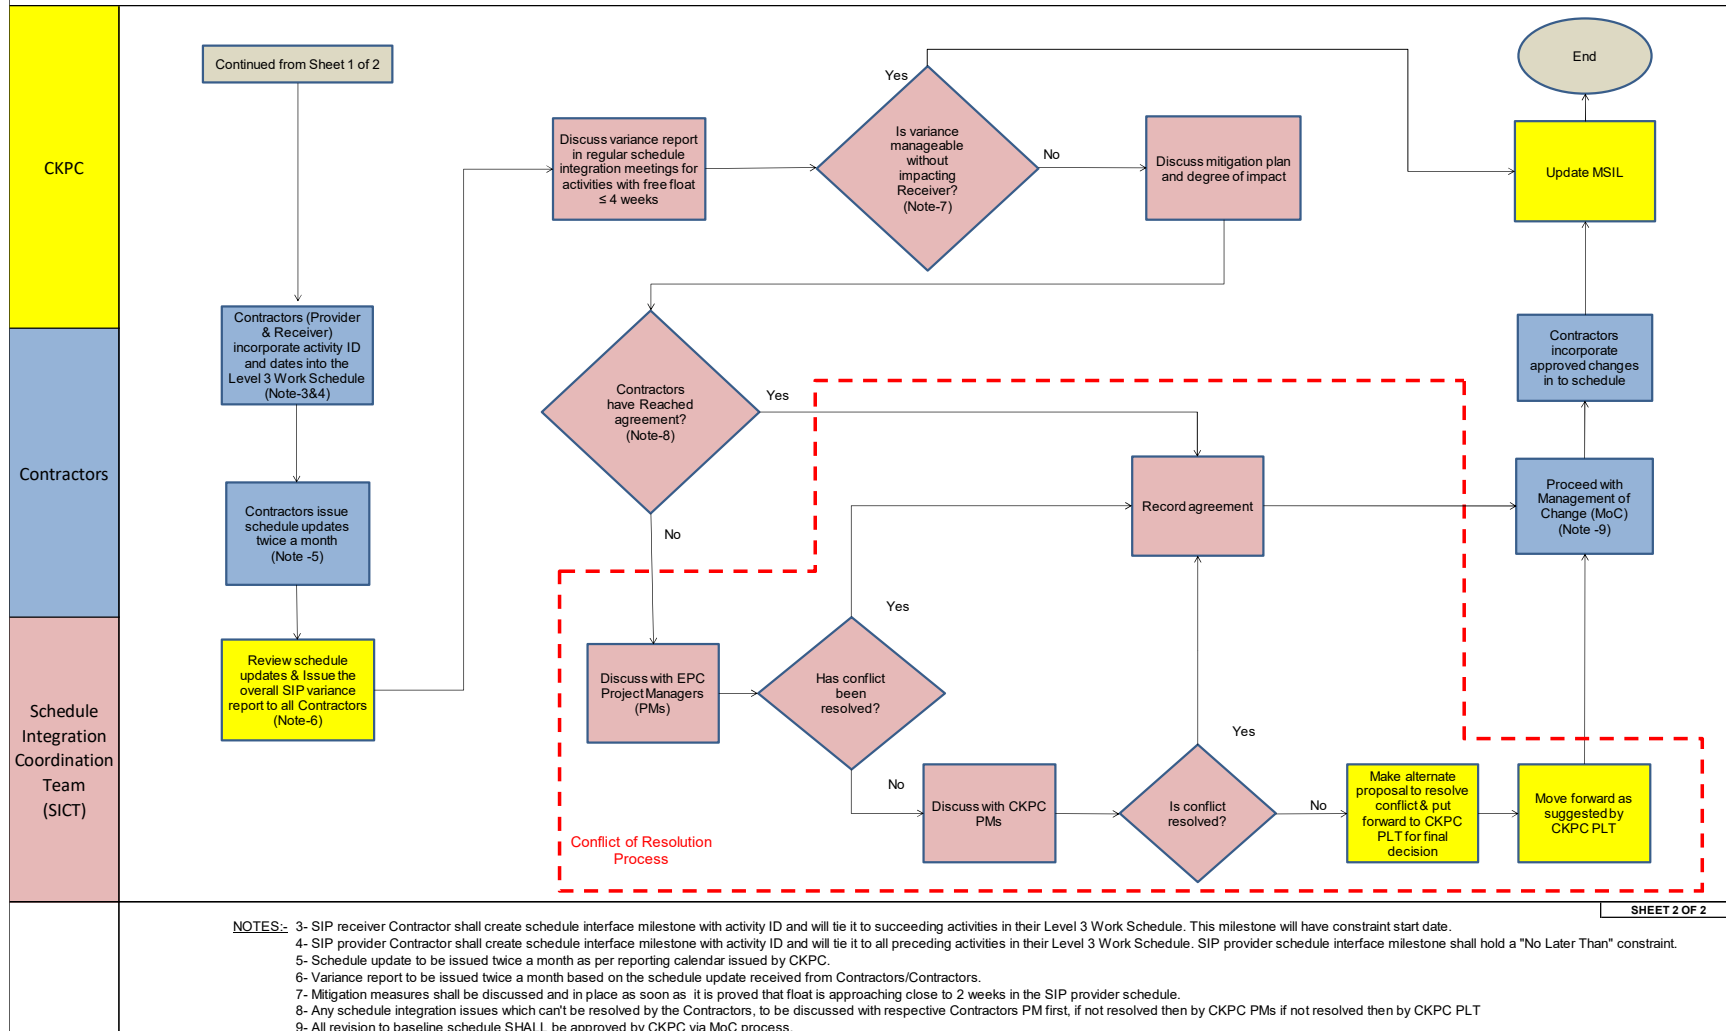 CKPC
Contractors
Schedule
Integration
Coordination
Team
(SICT)
Continued from Sheet 1 of 2
Contractors (Provider
& Receiver)
incorporate activity ID
and dates into the
Level 3 Work Schedule
(Note-3&4)
Contractors issue
schedule updates
twice a month
(Note -5)
Review schedule
updates & Issue the
overall SIP variance
report to all Contractors
(Note-6)
Discuss variance report
in regular schedule
integration meetings for
activities with free float
≤ 4 weeks
Is variance
manageable
without
impacting
Receiver?
(Note-7)
Yes
No
Discuss mitigation plan
and degree of impact
End
Update MSIL
Contractors
incorporate
approved changes
in to schedule
Proceed with
Management of
Change (MoC)
(Note -9)
Contractors
have Reached
agreement?
(Note-8)
Yes
No
Record agreement
Discuss with EPC
Project Managers
(PMs)
Has conflict
been
resolved?
Yes
No
Discuss with CKPC
PMs
Is conflict
resolved?
Yes
No
Make alternate
proposal to resolve
conflict & put
forward to CKPC
PLT for final
decision
Move forward as
suggested by
CKPC PLT
Conflict of Resolution
Process
SHEET 2 OF 2
NOTES:- 3- SIP receiver Contractor shall create schedule interface milestone with activity ID and will tie it to succeeding activities in their Level 3 Work Schedule. This milestone will have constraint start date.
4- SIP provider Contractor shall create schedule interface milestone with activity ID and will tie it to all preceding activities in their Level 3 Work Schedule. SIP provider schedule interface milestone shall hold a "No Later Than" constraint.
5- Schedule update to be issued twice a month as per reporting calendar issued by CKPC.
6- Variance report to be issued twice a month based on the schedule update received from Contractors/Contractors.
7- Mitigation measures shall be discussed and in place as soon as it is proved that float is approaching close to 2 weeks in the SIP provider schedule.
8- Any schedule integration issues which can't be resolved by the Contractors, to be discussed with respective Contractors PM first, if not resolved then by CKPC PMs if not resolved then by CKPC PLT
9- All revision to baseline schedule SHALL be approved by CKPC via MoC process.